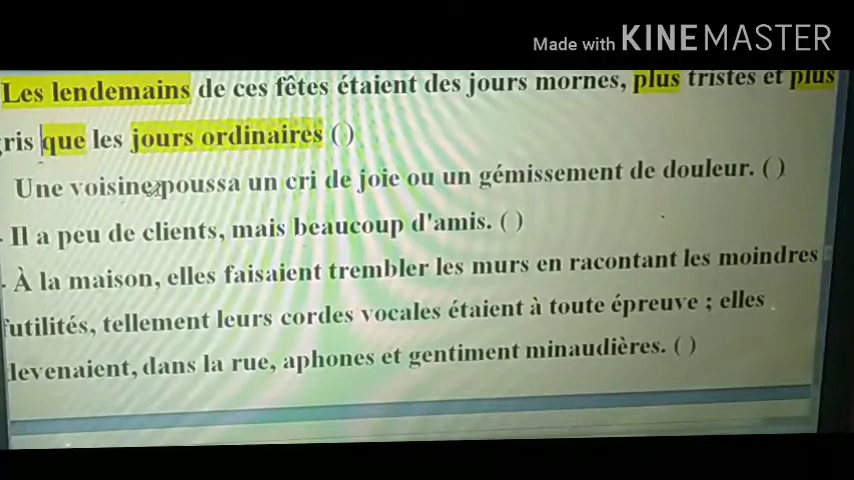 Made with KINEMASTER
Les lendemains de ces fêtes étaient des jours mornes, plus tristes et plus
gris que les jours ordinaires ( )
Une voisine poussa un cri de joie ou un gémissement de douleur. ( )
- Il a peu de clients, mais beaucoup d'amis. ( )
- À la maison, elles faisaient trembler les murs en racontant les moindres
futilités, tellement leurs cordes vocales étaient à toute épreuve ; elles
devenaient, dans la rue, aphones et gentiment minaudières. ( )